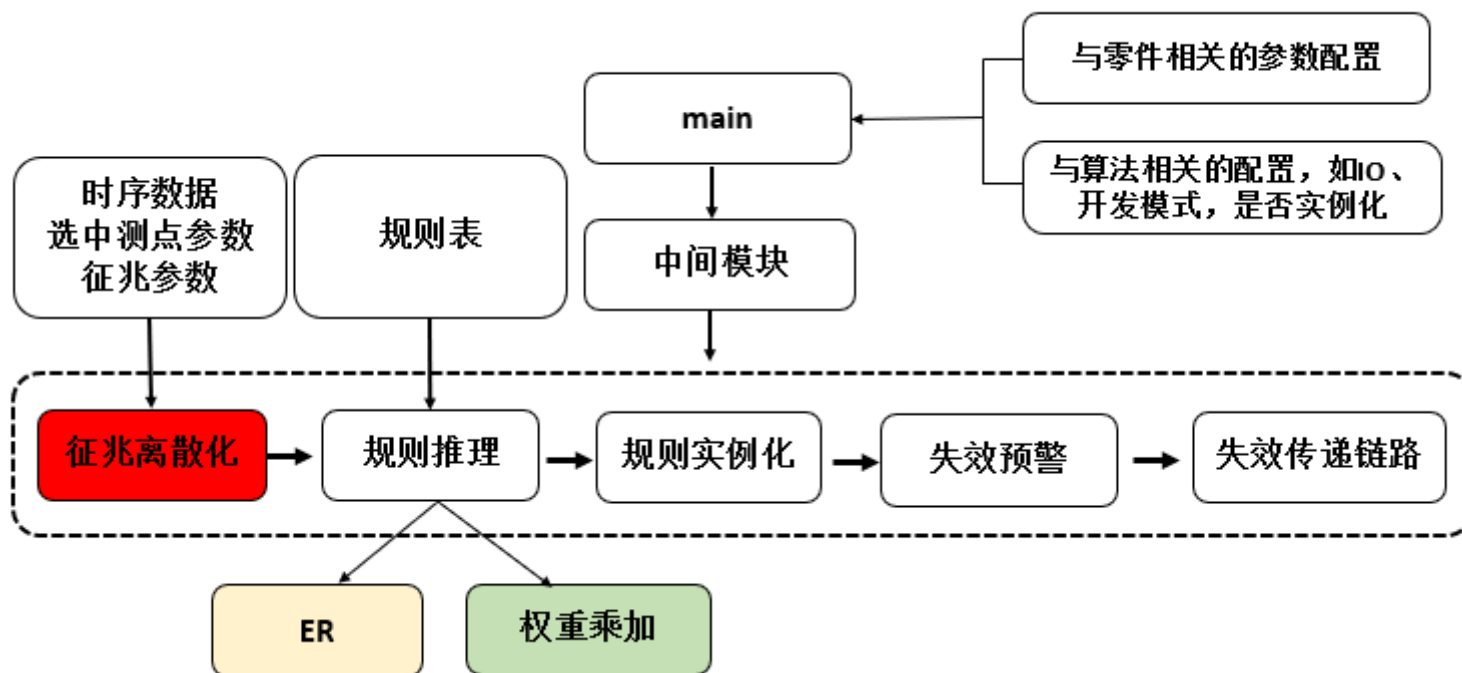 与零件相关的参数配置
main
与算法相关的配置，如IO、
开发模式，是否实例化
时序数据
选中测点参数
征兆参数
规则表
中间模块
征兆离散化
规则推理
规则实例化
失效预警
失效传递链路
ER
权重乘加